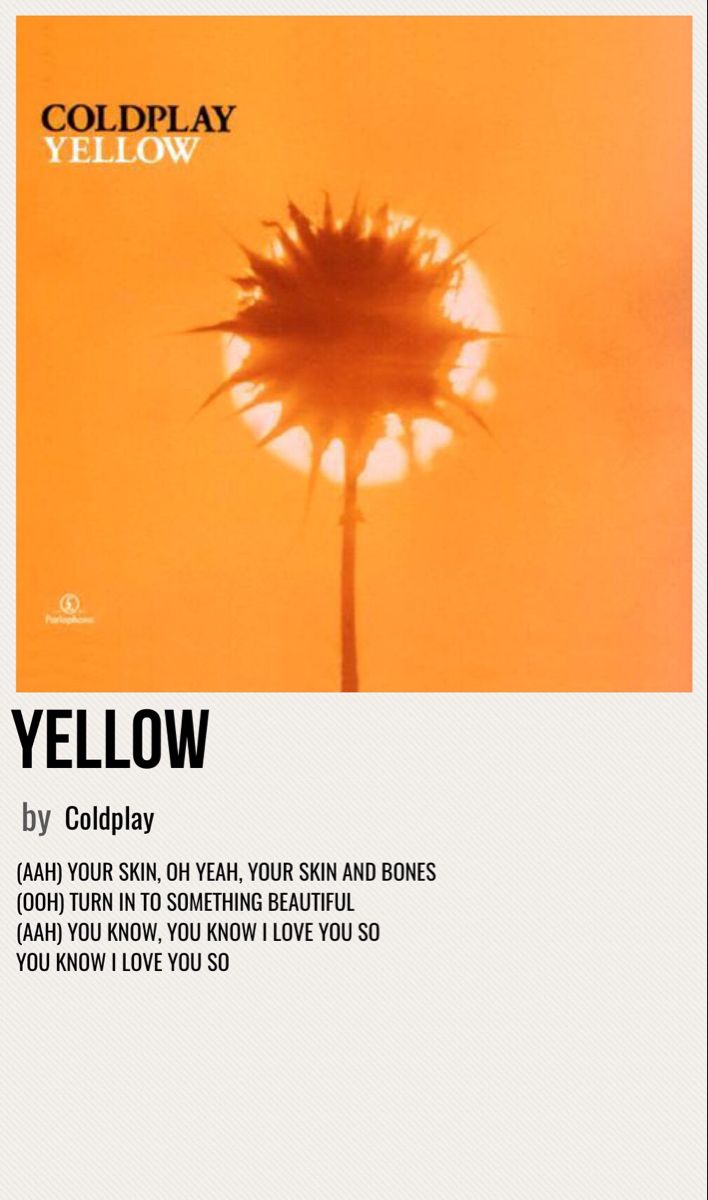 COLDPLAY
YELLOW
Parlophone
YELLOW
by Coldplay
(AAH) YOUR SKIN, OH YEAH, YOUR SKIN AND BONES
(OOH) TURN IN TO SOMETHING BEAUTIFUL
(AAH) YOU KNOW, YOU KNOW I LOVE YOU SO
YOU KNOW I LOVE YOU SO